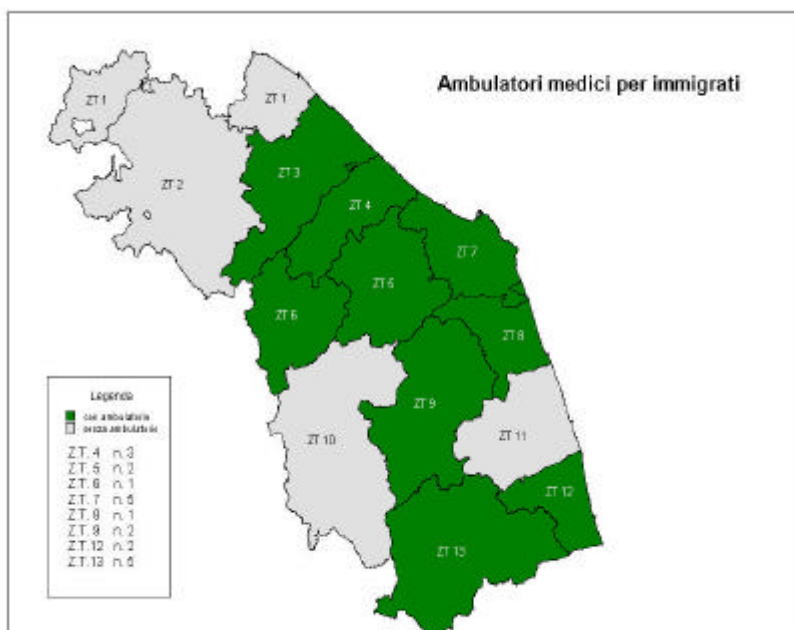 Ambulatori medici per immigrati
ZT 1
ZT 1
ZT 2
ZT 3
ZT 4
ZT 7
ZT 5
ZT 6
ZT 8
ZT 9
ZT 10
ZT 11
ZT 12
ZT 13
Legenda
con ambulatorio
senza ambulatorio
Z.T. 4 n. 3
Z.T. 5 n. 2
Z.T. 6 n. 1
Z.T. 7 n.
Z.T. 8 n. 1
Z.T. 9 n. 2
Z.T. 12 n. 2
Z.T. 13 n.